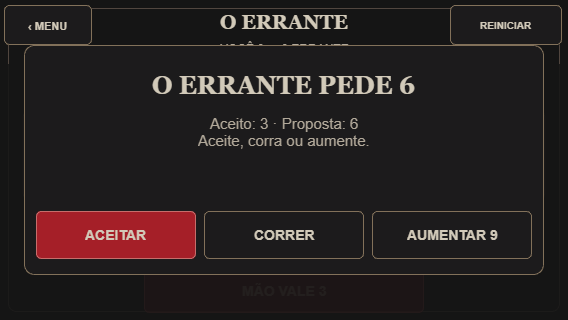 ‹ MENU
O ERRANTE
REINICIAR
O ERRANTE PEDE 6
Aceito: 3 · Proposta: 6
Aceite, corra ou aumente.
ACEITAR
CORRER
AUMENTAR 9
MÃO VALE 3